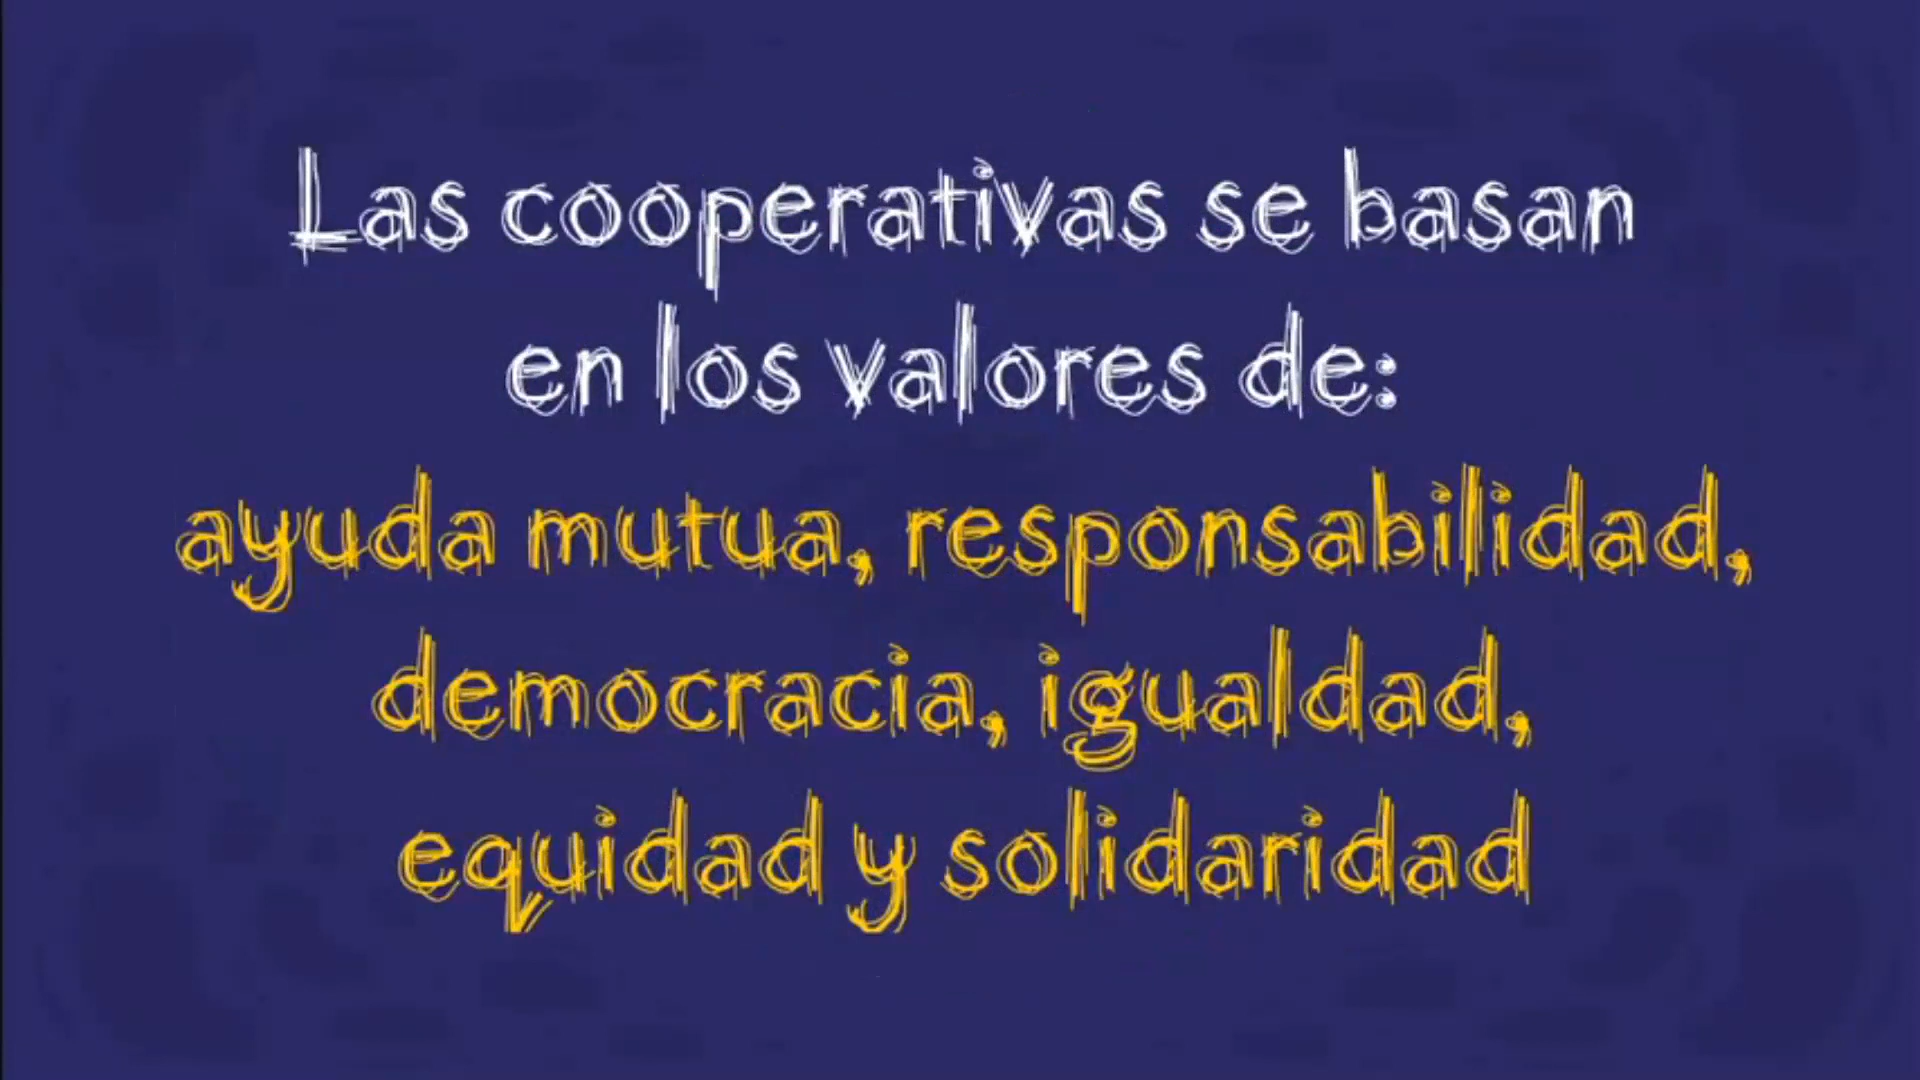 Las cooperativas se basan
en los valores de:
ayuda mutua, responsabilidad,
democracia, igualdad,
equidad y solidaridad